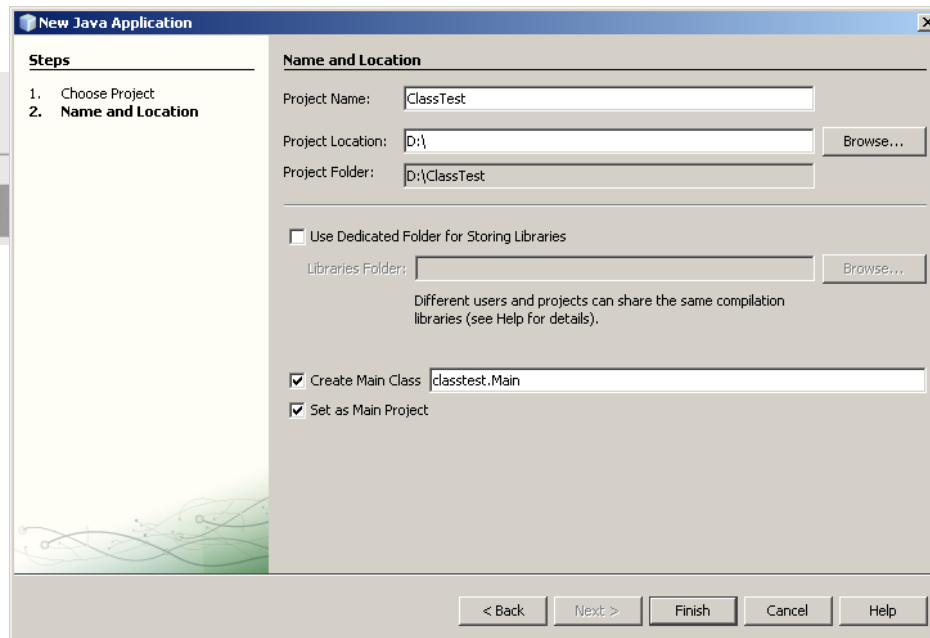 New Java Application
Steps
1. Choose Project
2. Name and Location
Name and Location
Project Name: ClassTest
Project Location: D:\ Browse...
Project Folder: D:\ClassTest
Use Dedicated Folder for Storing Libraries
Libraries Folder: Browse...
Different users and projects can share the same compilation
libraries (see Help for details).
Create Main Class classtest.Main
Set as Main Project
< Back Next > Finish Cancel Help